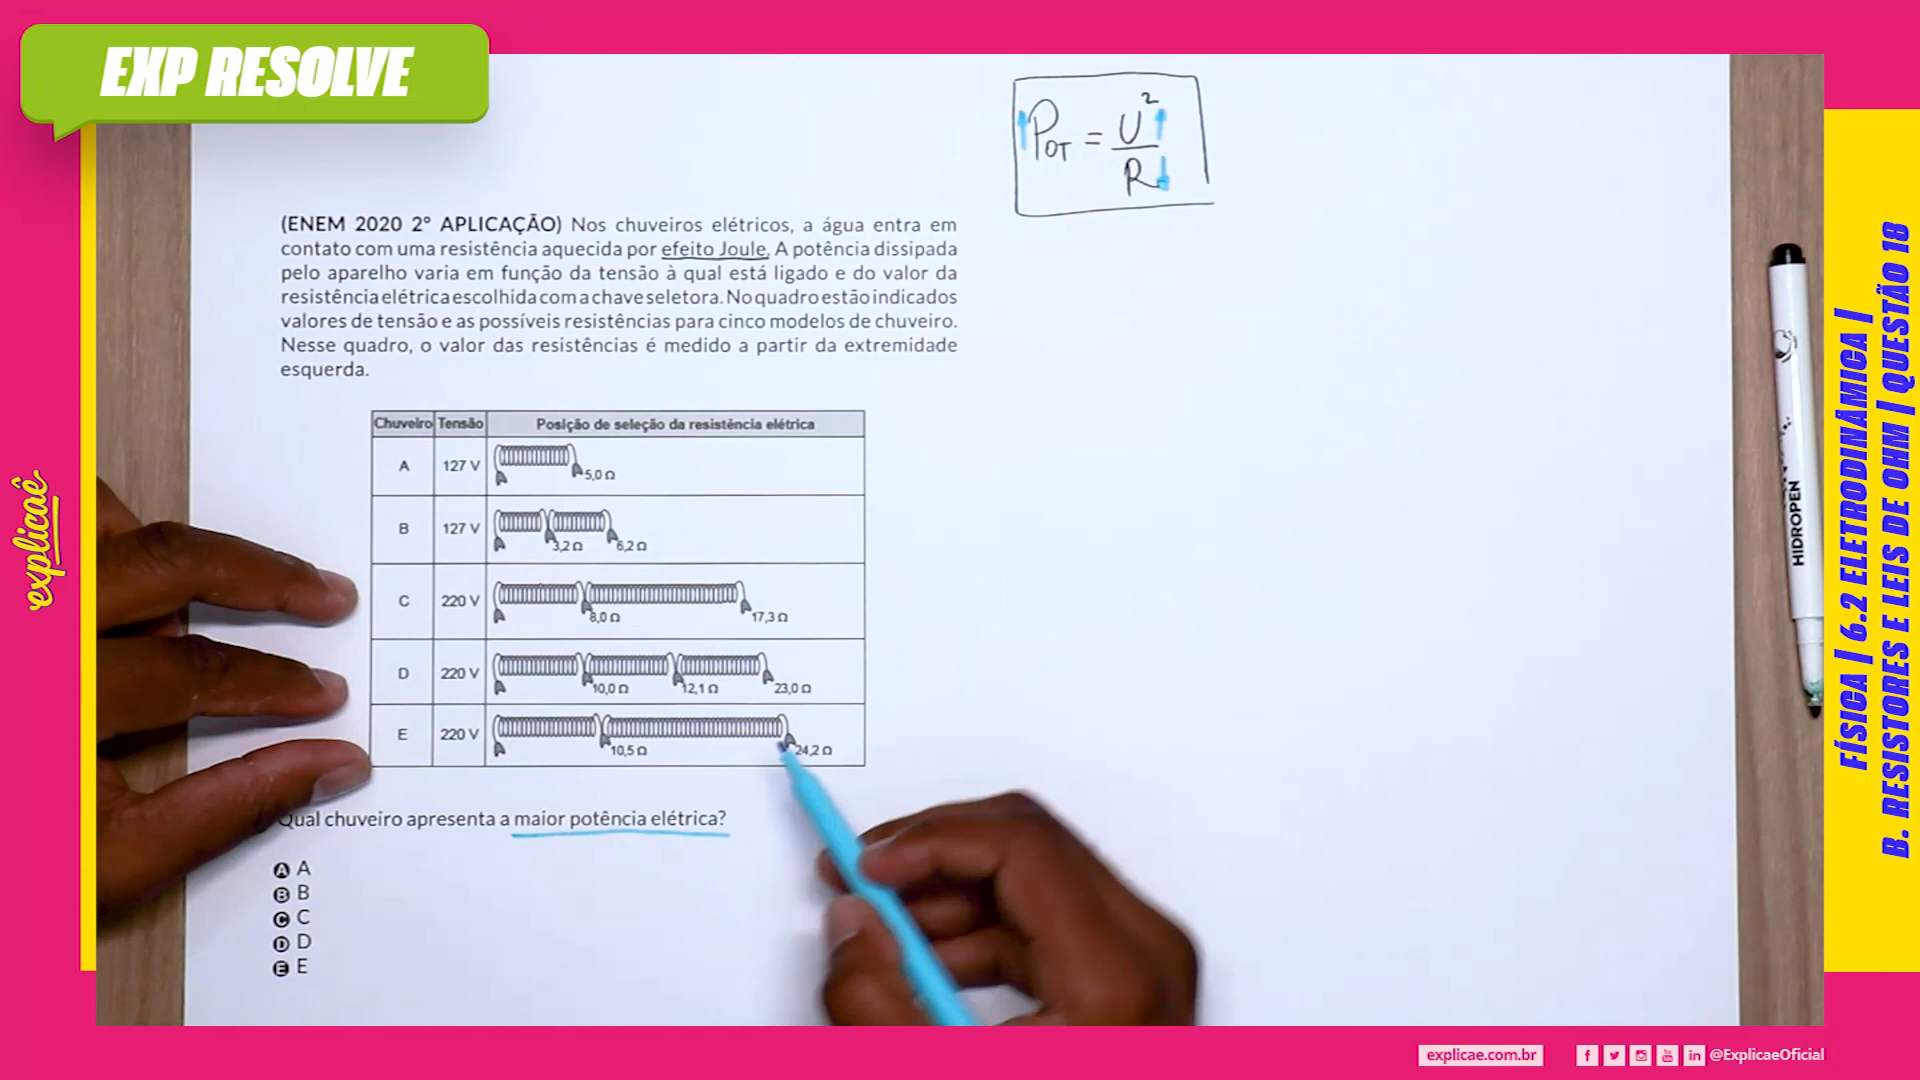 EXP RESOLVE
POT = U²
R
(ENEM 2020 2° APLICAÇÃO) Nos chuveiros elétricos, a água entra em
contato com uma resistência aquecida por efeito Joule. A potência dissipada
pelo aparelho varia em função da tensão à qual está ligado e do valor da
resistência elétrica escolhida com a chave seletora. No quadro estão indicados
valores de tensão e as possíveis resistências para cinco modelos de chuveiro.
Nesse quadro, o valor das resistências é medido a partir da extremidade
esquerda.
Chuveiro Tensão Posição de seleção da resistência elétrica
A 127 V 5,0 Ω
B 127 V 3,2 Ω 6,2 Ω
C 220 V 8,0 Ω 17,3 Ω
D 220 V 10,0 Ω 12,1 Ω 23,0 Ω
E 220 V 10,5 Ω 24,2 Ω
Qual chuveiro apresenta a maior potência elétrica?
A A
B B
C C
D D
E E
explicaê
HIDROPEN
FÍSICA | 6.2 ELETRODINÂMICA |
B. RESISTORES E LEIS DE OHM | QUESTÃO 18
explicae.com.br
@ExplicaeOficial